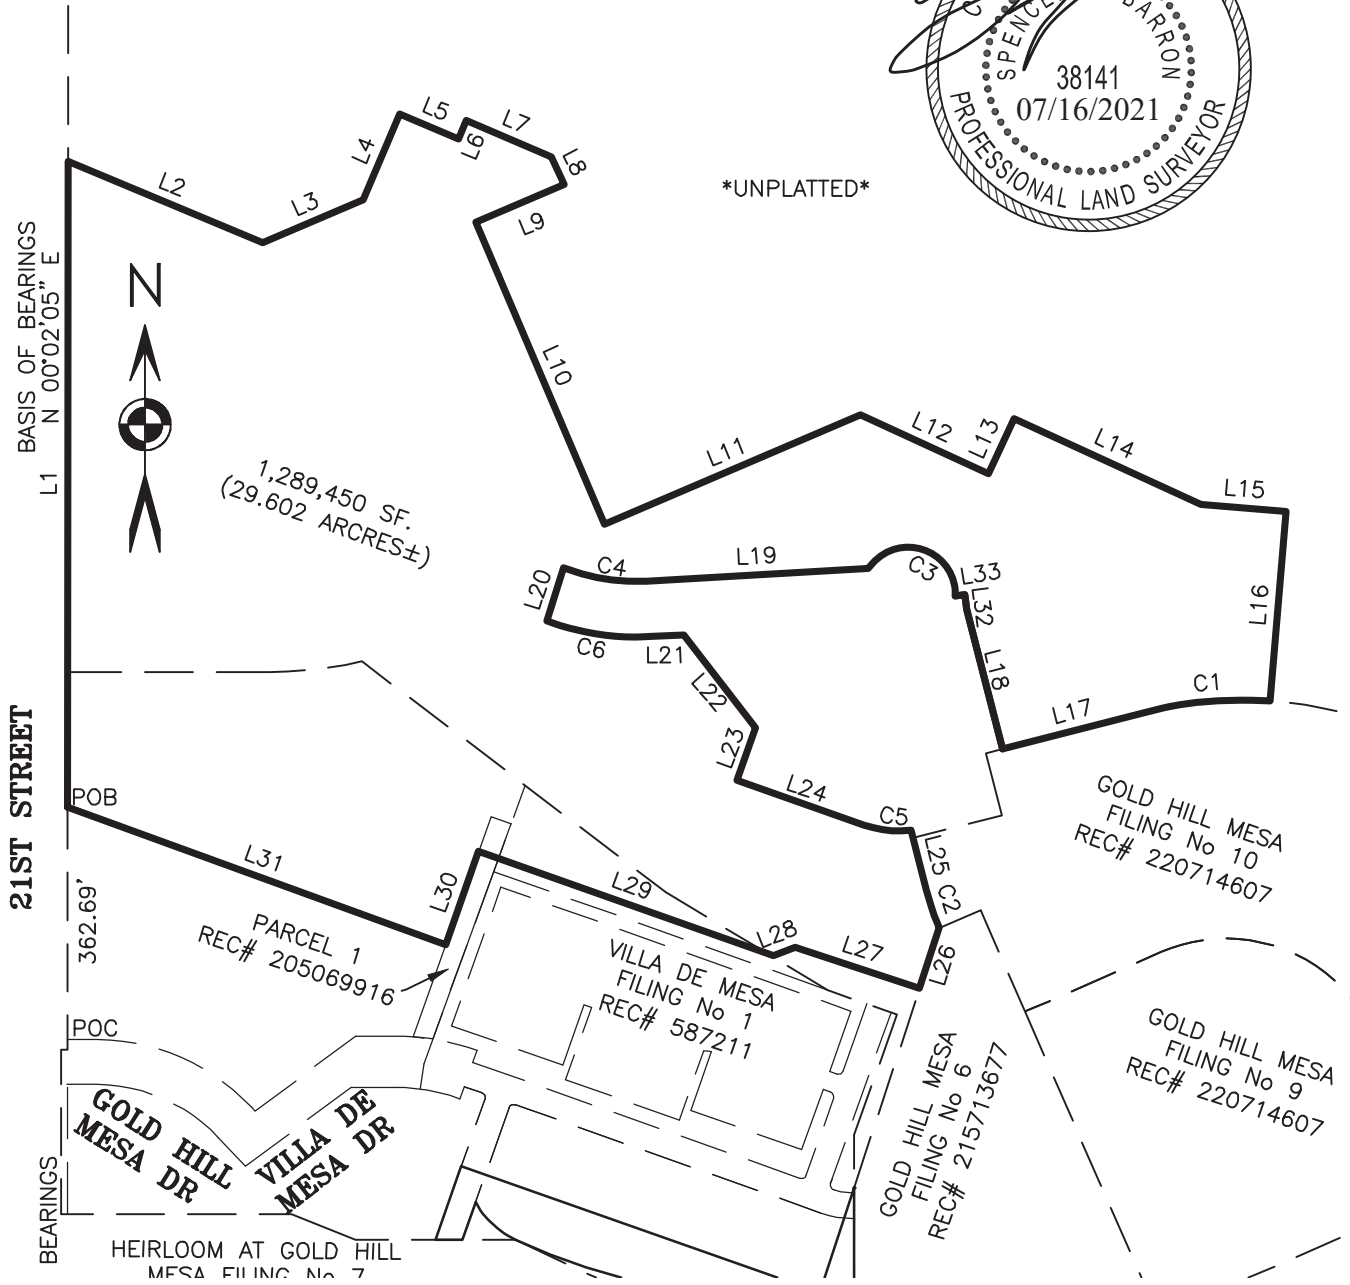 SPENCE
BARRON
38141
07/16/2021
PROFESSIONAL LAND SURVEYOR
*UNPLATTED*
L2
L3
L4
L5
L6
L7
L8
L9
L10
L11
L12
L13
L14
L15
L16
C1
L17
L18
L32
L33
C3
L19
C4
L20
C6
L21
L22
L23
L24
C5
L25
C2
L26
L27
L28
L29
L30
L31
N
BASIS OF BEARINGS
L1 N 00°02'05" E
1,289,450 SF.
(29.602 ARCRES±)
21ST STREET
POB
362.69'
POC
PARCEL 1
REC# 205069916
VILLA DE MESA
FILING No 1
REC# 587211
GOLD HILL MESA
FILING No 10
REC# 220714607
GOLD HILL MESA
FILING No 9
REC# 220714607
GOLD HILL MESA
FILING No 6
REC# 215713677
GOLD HILL
MESA DR
VILLA DE
MESA DR
BEARINGS
HEIRLOOM AT GOLD HILL
MESA FILING No 7